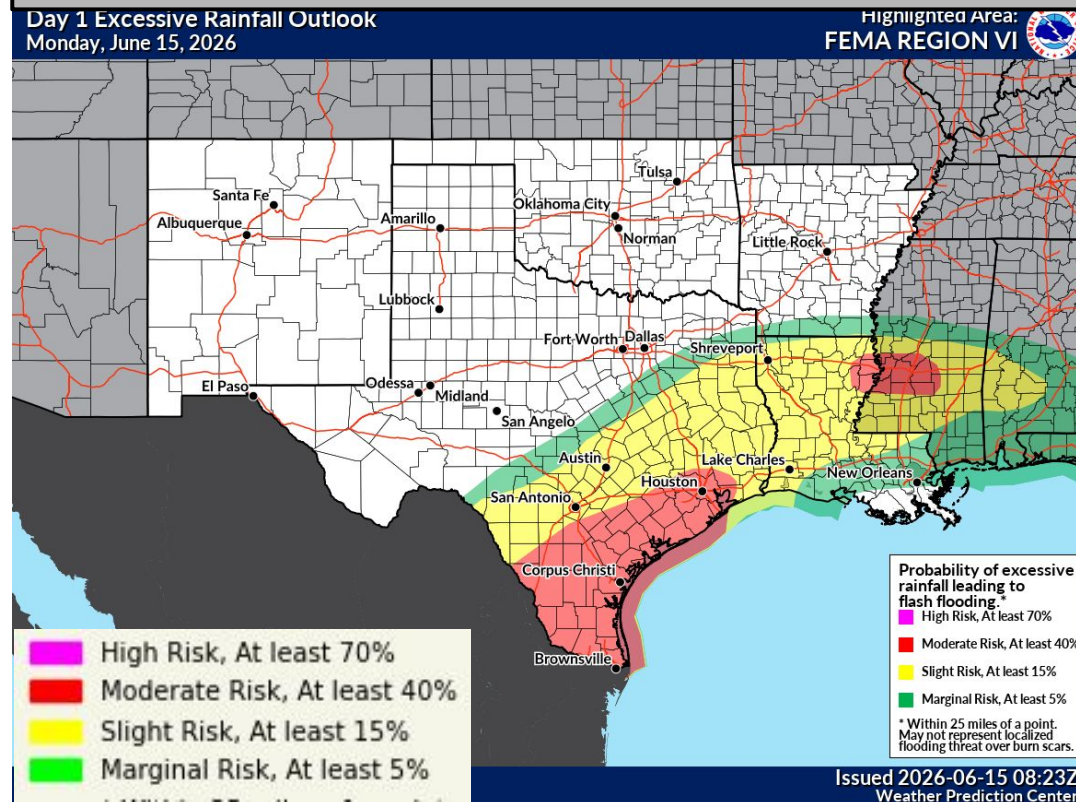 Day 1 Excessive Rainfall Outlook
Monday, June 15, 2026
Highlighted Area:
FEMA REGION VI
Santa Fe
Albuquerque
Amarillo
Tulsa
Oklahoma City
Norman
Little Rock
Lubbock
Fort Worth
Dallas
Shreveport
El Paso
Odessa
Midland
San Angelo
Austin
Lake Charles
New Orleans
Houston
San Antonio
Corpus Christi
Brownsville
Probability of excessive
rainfall leading to
flash flooding.*
High Risk, At least 70%
Moderate Risk, At least 40%
Slight Risk, At least 15%
Marginal Risk, At least 5%
* Within 25 miles of a point.
May not represent localized
flooding threat over burn scars.
High Risk, At least 70%
Moderate Risk, At least 40%
Slight Risk, At least 15%
Marginal Risk, At least 5%
Issued 2026-06-15 08:23Z
Weather Prediction Center